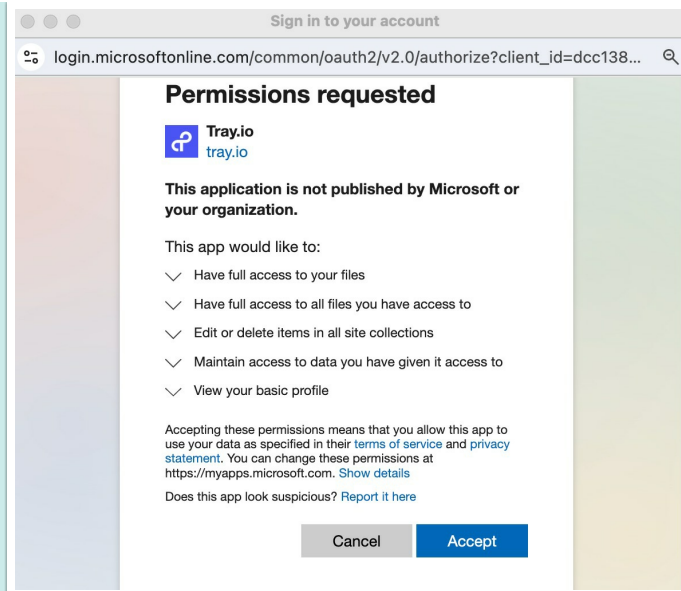 Sign in to your account
login.microsoftonline.com/common/oauth2/v2.0/authorize?client_id=dcc138...
Permissions requested
Tray.io
tray.io
This application is not published by Microsoft or
your organization.
This app would like to:
Have full access to your files
Have full access to all files you have access to
Edit or delete items in all site collections
Maintain access to data you have given it access to
View your basic profile
Accepting these permissions means that you allow this app to
use your data as specified in their terms of service and privacy
statement. You can change these permissions at
https://myapps.microsoft.com. Show details
Does this app look suspicious? Report it here
Cancel Accept